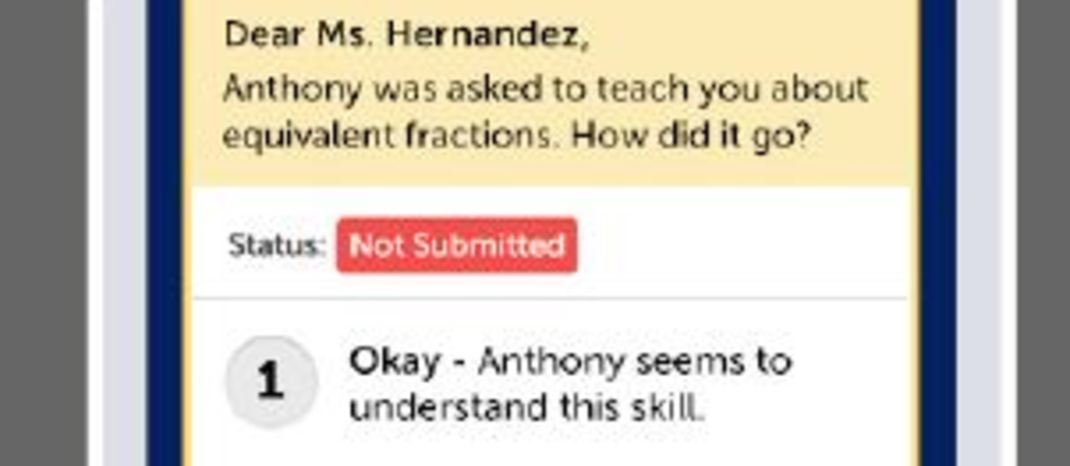 Dear Ms. Hernandez,
Anthony was asked to teach you about
equivalent fractions. How did it go?
Status: Not Submitted
1 Okay - Anthony seems to
understand this skill.